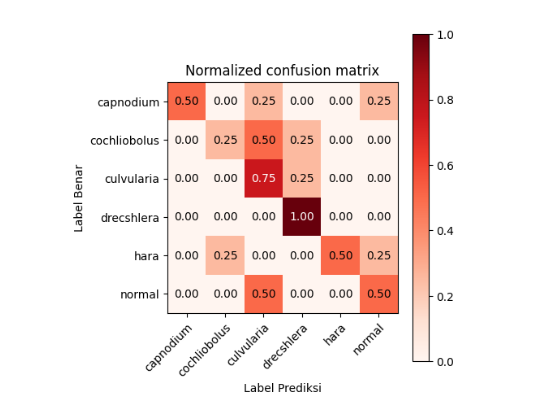 Normalized confusion matrix
1.0
capnodium 0.50 0.00 0.25 0.00 0.00 0.25
0.8
cochliobolus 0.00 0.25 0.50 0.25 0.00 0.00
culvularia 0.00 0.00 0.75 0.25 0.00 0.00
0.6
Label Benar
drecshlera 0.00 0.00 0.00 1.00 0.00 0.00
0.4
hara 0.00 0.25 0.00 0.00 0.50 0.25
0.2
normal 0.00 0.00 0.50 0.00 0.00 0.50
0.0
capnodium cochliobolus culvularia drecshlera hara normal
Label Prediksi